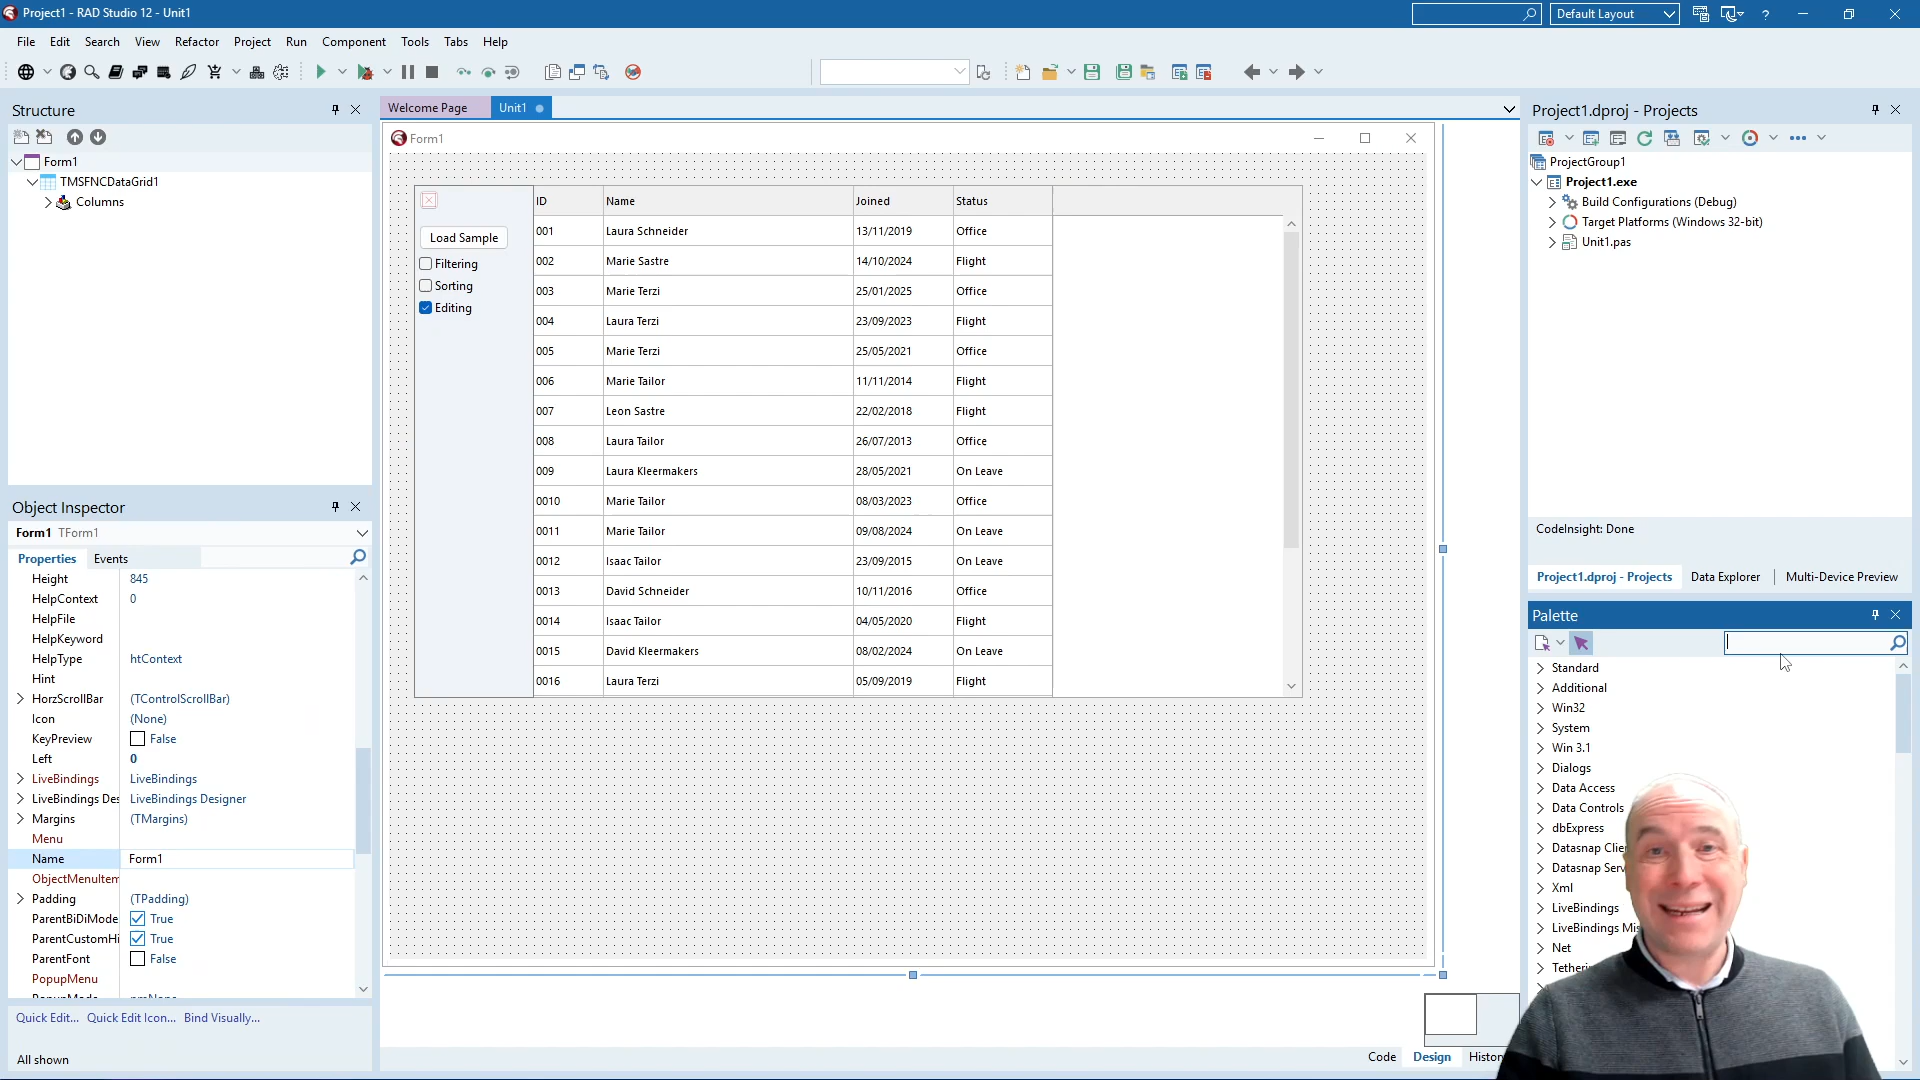 Project1 - RAD Studio 12 - Unit1
Default Layout
?
File Edit Search View Refactor Project Run Component Tools Tabs Help
Structure
Form1
TMSFNCDataGrid1
Columns
Object Inspector
Form1 TForm1
Properties Events
Height 845
HelpContext 0
HelpFile
HelpKeyword
HelpType htContext
Hint
HorzScrollBar (TControlScrollBar)
Icon (None)
KeyPreview False
Left 0
LiveBindings LiveBindings
LiveBindings Des LiveBindings Designer
Margins (TMargins)
Menu
Name Form1
ObjectMenuItem
Padding (TPadding)
ParentBiDiMode True
ParentCustomHi True
ParentFont False
PopupMenu
Quick Edit... Quick Edit Icon... Bind Visually...
All shown
Welcome Page Unit1
Form1
Load Sample
Filtering
Sorting
Editing
ID Name Joined Status
001 Laura Schneider 13/11/2019 Office
002 Marie Sastre 14/10/2024 Flight
003 Marie Terzi 25/01/2025 Office
004 Laura Terzi 23/09/2023 Flight
005 Marie Terzi 25/05/2021 Office
006 Marie Tailor 11/11/2014 Flight
007 Leon Sastre 22/02/2018 Flight
008 Laura Tailor 26/07/2013 Office
009 Laura Kleermakers 28/05/2021 On Leave
0010 Marie Tailor 08/03/2023 Office
0011 Marie Tailor 09/08/2024 On Leave
0012 Isaac Tailor 23/09/2015 On Leave
0013 David Schneider 10/11/2016 Office
0014 Isaac Tailor 04/05/2020 Flight
0015 David Kleermakers 08/02/2024 On Leave
0016 Laura Terzi 05/09/2019 Flight
Code Design Histor
Project1.dproj - Projects
ProjectGroup1
Project1.exe
Build Configurations (Debug)
Target Platforms (Windows 32-bit)
Unit1.pas
CodeInsight: Done
Project1.dproj - Projects Data Explorer Multi-Device Preview
Palette
Standard
Additional
Win32
System
Win 3.1
Dialogs
Data Access
Data Controls
dbExpress
Datasnap Clie
Datasnap Serv
Xml
LiveBindings
LiveBindings Mis
Net
Tetheri